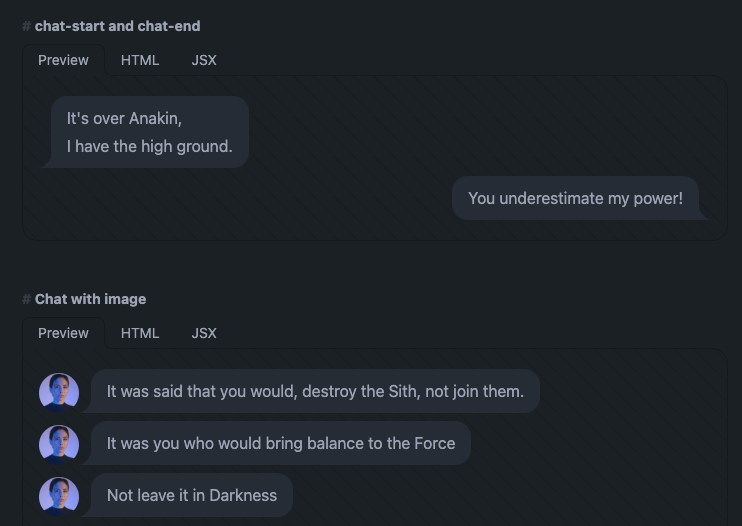 # chat-start and chat-end
Preview HTML JSX
It's over Anakin,
I have the high ground.
You underestimate my power!
# Chat with image
Preview HTML JSX
It was said that you would, destroy the Sith, not join them.
It was you who would bring balance to the Force
Not leave it in Darkness